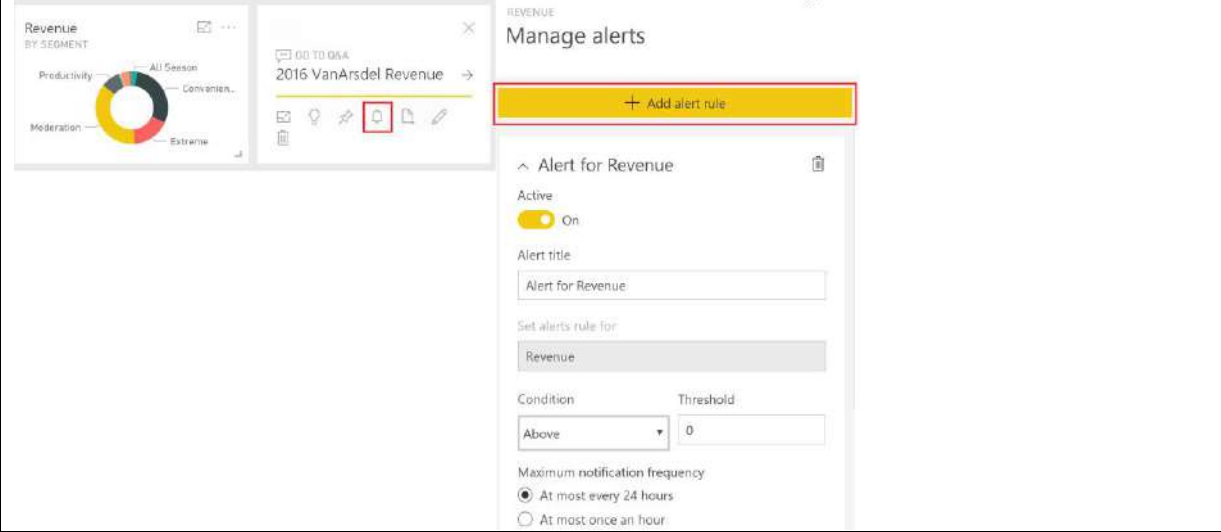 Revenue
BY SEGMENT
All Season
Productivity
Convenien...
Moderation
Extreme
GO TO Q&A
2016 VanArsdel Revenue
REVENUE
Manage alerts
Add alert rule
Alert for Revenue
Active
On
Alert title
Alert for Revenue
Set alerts rule for
Revenue
Condition Threshold
Above 0
Maximum notification frequency
At most every 24 hours
At most once an hour